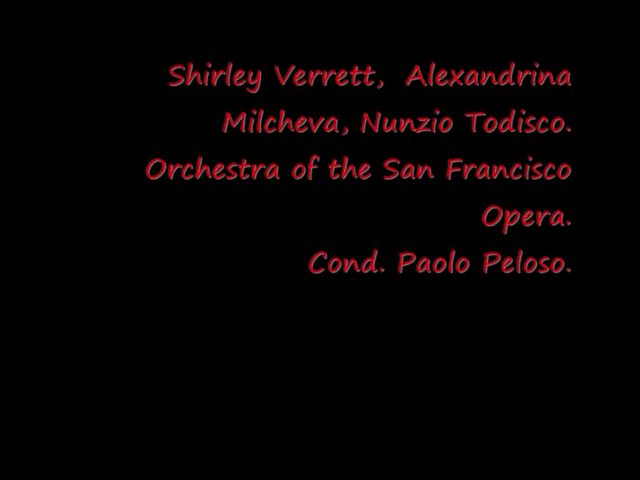 Shirley Verrett, Alexandrina
Milcheva, Nunzio Todisco.
Orchestra of the San Francisco
Opera.
Cond. Paolo Peloso.